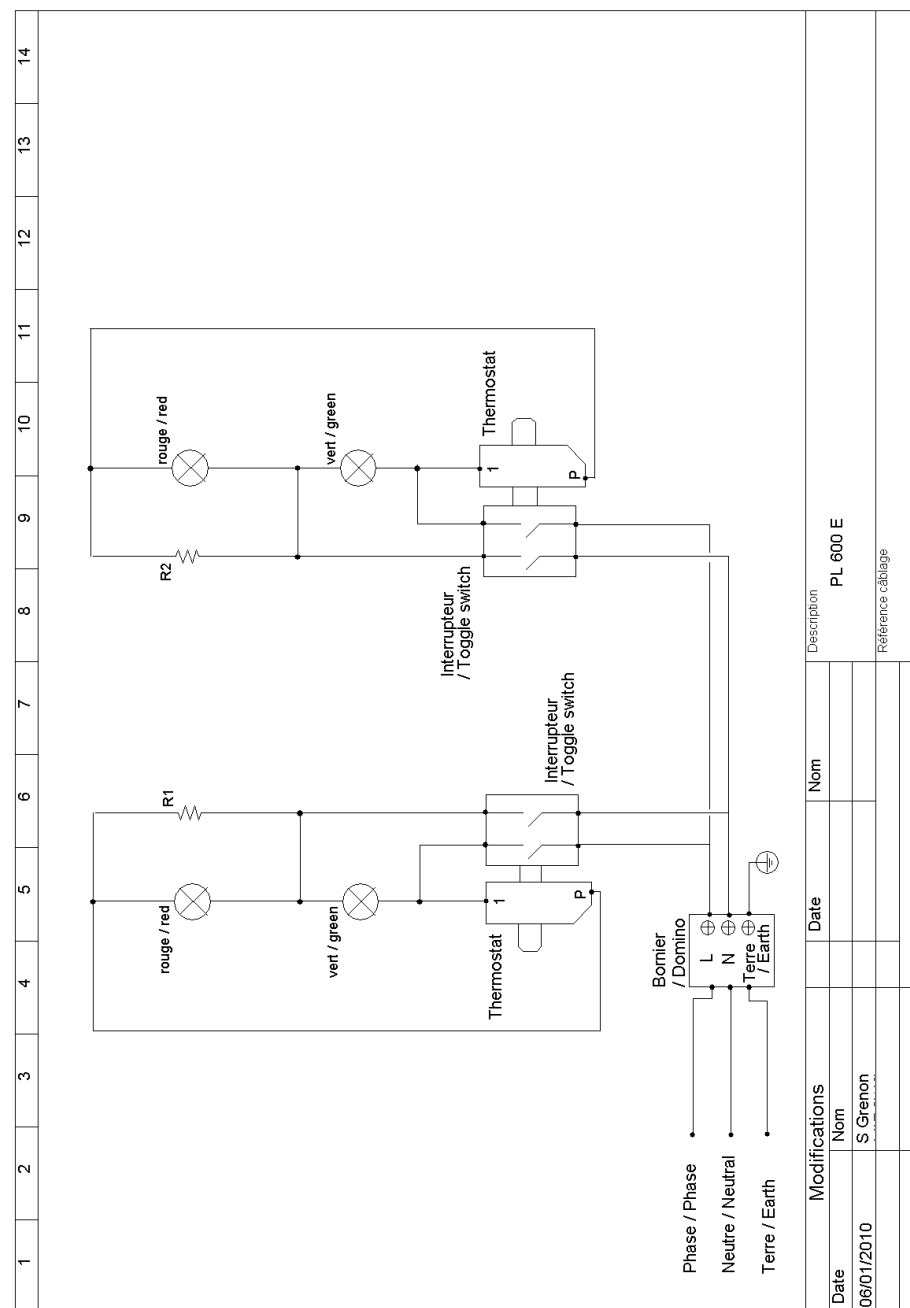 1
2
3
4
5
6
7
8
9
10
11
12
13
14
rouge / red
R1
vert / green
Thermostat
1
P
Interrupteur
/ Toggle switch
R2
rouge / red
vert / green
Interrupteur
/ Toggle switch
Thermostat
1
P
Bornier
/ Domino
L
N
Terre
/ Earth
Phase / Phase
Neutre / Neutral
Terre / Earth
Modifications
Date
Nom
Date
Nom
06/01/2010
S Grenon
Description
PL 600 E
Référence câblage